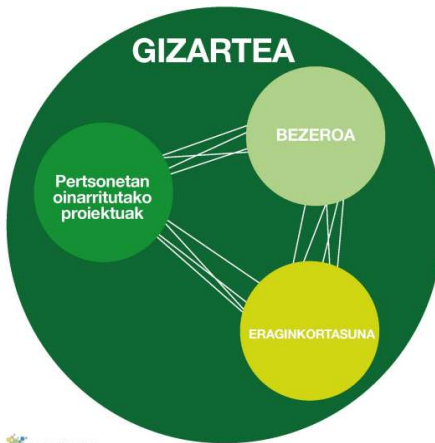 GIZARTEA
BEZEROA
Pertsonetan
oinarritutako
proiektuak
ERAGINKORTASUNA